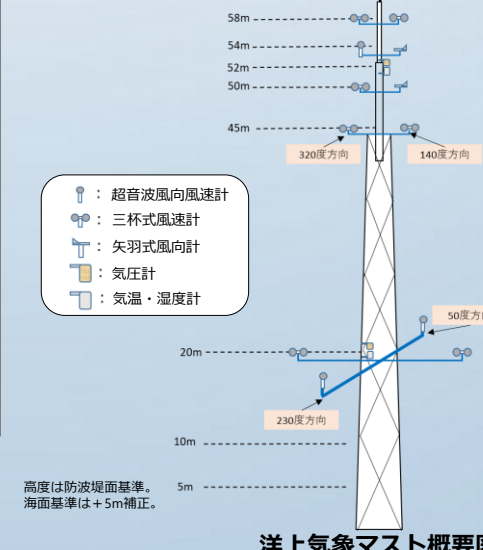 58m
54m
52m
50m
45m
320度方向
140度方向
： 超音波風向風速計
： 三杯式風速計
： 矢羽式風向計
： 気圧計
： 気温・湿度計
50度方
20m
230度方向
10m
5m
高度は防波堤面基準。
海面基準は＋5m補正。
洋上気象マスト概要